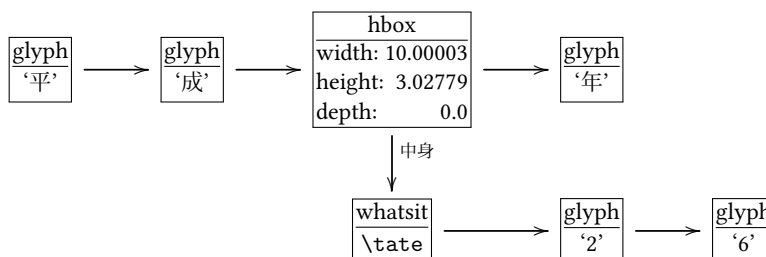 hbox
glyph glyph width: 10.00003 glyph
‘平’ ‘成’ height: 3.02779 ‘年’
depth: 0.0
中身
whatsit glyph glyph
\tate ‘2’ ‘6’